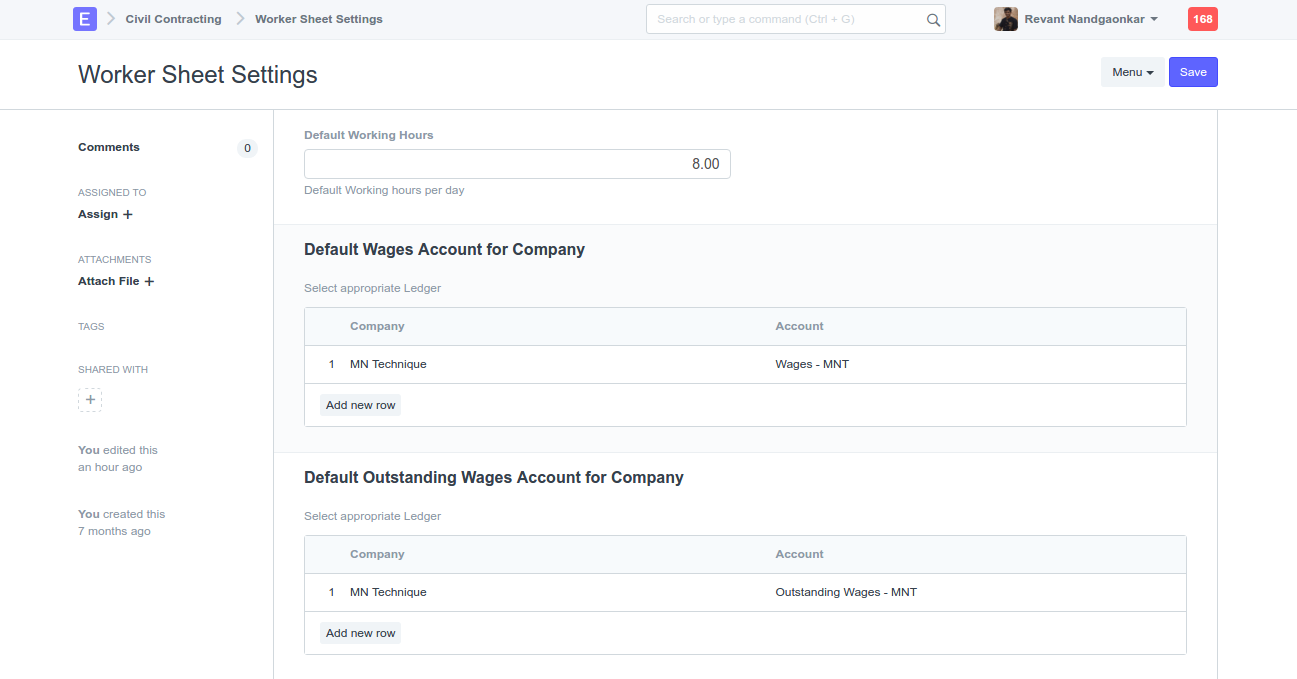 E
Civil Contracting
Worker Sheet Settings
Search or type a command (Ctrl + G)
Revant Nandgaonkar
168
Worker Sheet Settings
Menu
Save
Comments
0
ASSIGNED TO
Assign +
ATTACHMENTS
Attach File +
TAGS
SHARED WITH
+
You edited this
an hour ago
You created this
7 months ago
Default Working Hours
8.00
Default Working hours per day
Default Wages Account for Company
Select appropriate Ledger
Company Account
1 MN Technique Wages - MNT
Add new row
Default Outstanding Wages Account for Company
Select appropriate Ledger
Company Account
1 MN Technique Outstanding Wages - MNT
Add new row